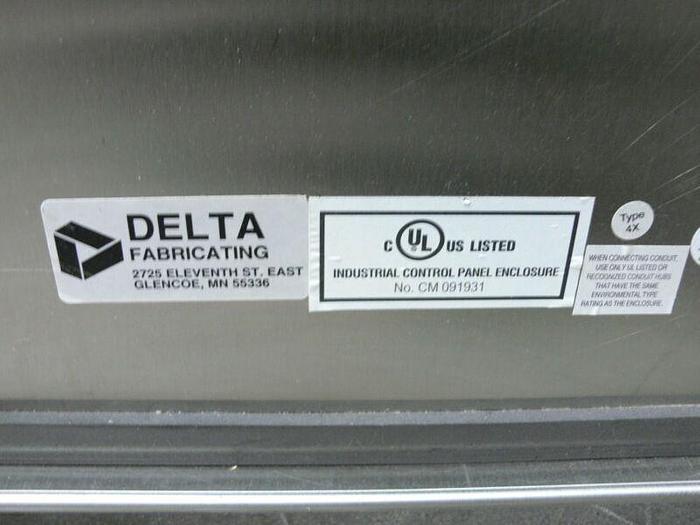 DELTA
FABRICATING
2725 ELEVENTH ST. EAST
GLENCOE, MN 55336
C UL US LISTED
INDUSTRIAL CONTROL PANEL ENCLOSURE
No. CM 091931
Type
4X
WHEN CONNECTING CONDUIT,
USE ONLY UL LISTED OR
RECOGNIZED CONDUIT HUBS
THAT HAVE THE SAME
ENVIRONMENTAL TYPE
RATING AS THE ENCLOSURE.